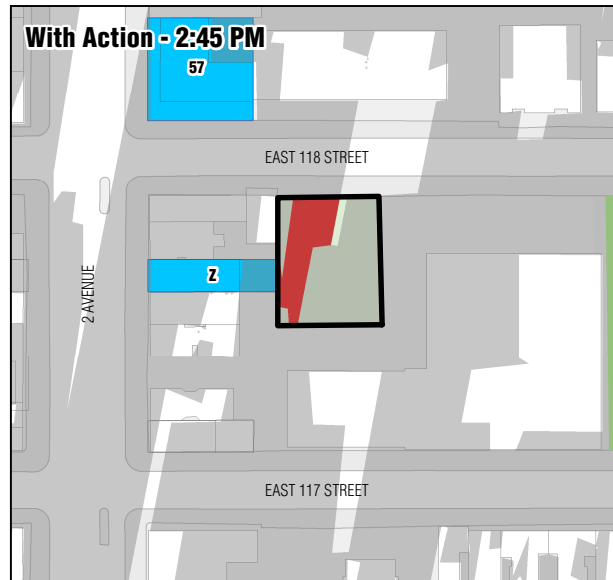 With Action - 2:45 PM
57
EAST 118 STREET
z
2 AVENUE
EAST 117 STREET